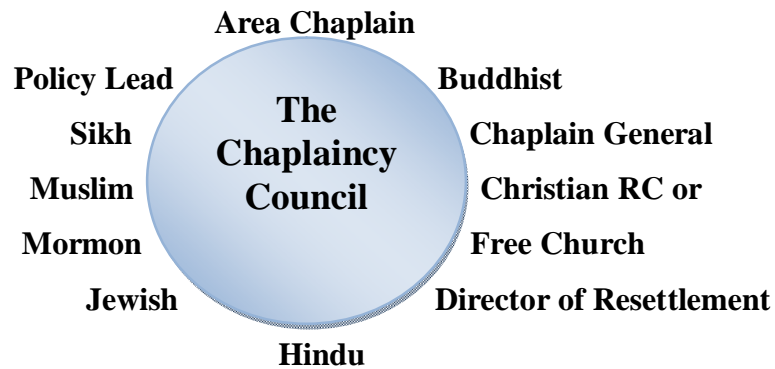 Area Chaplain
Policy Lead
Buddhist
The
Chaplaincy
Council
Sikh
Chaplain General
Muslim
Christian RC or
Mormon
Free Church
Jewish
Director of Resettlement
Hindu